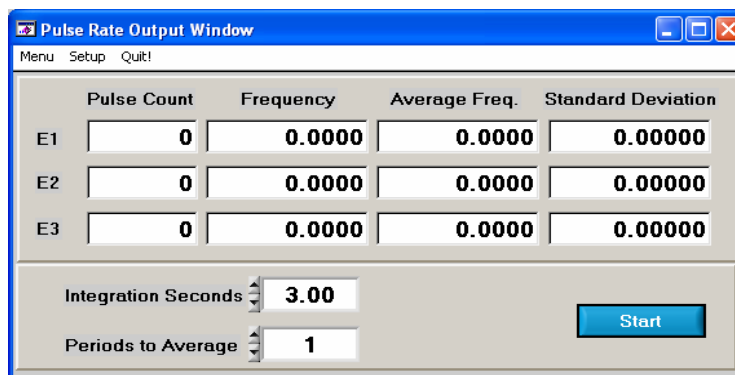 Pulse Rate Output Window
Menu Setup Quit!
Pulse Count Frequency Average Freq. Standard Deviation
E1 0 0.0000 0.0000 0.00000
E2 0 0.0000 0.0000 0.00000
E3 0 0.0000 0.0000 0.00000
Integration Seconds 3.00
Start
Periods to Average 1